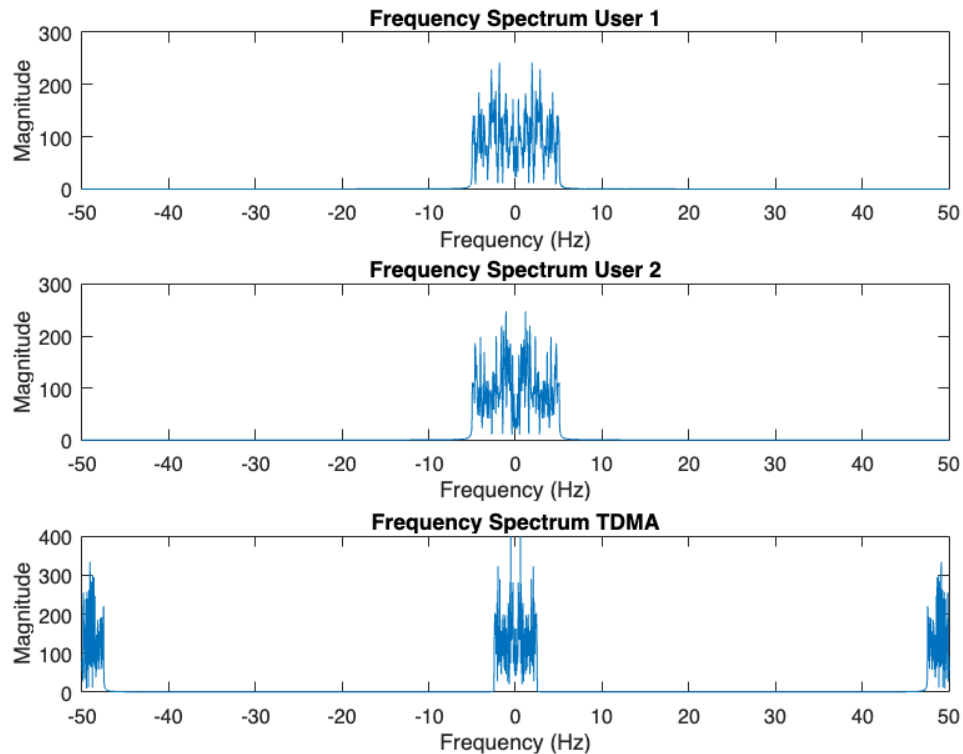 Frequency Spectrum User 1
300
200
100
0
Magnitude
-50 -40 -30 -20 -10 0 10 20 30 40 50
Frequency (Hz)
Frequency Spectrum User 2
300
200
100
0
Magnitude
-50 -40 -30 -20 -10 0 10 20 30 40 50
Frequency (Hz)
Frequency Spectrum TDMA
400
300
200
100
0
Magnitude
-50 -40 -30 -20 -10 0 10 20 30 40 50
Frequency (Hz)